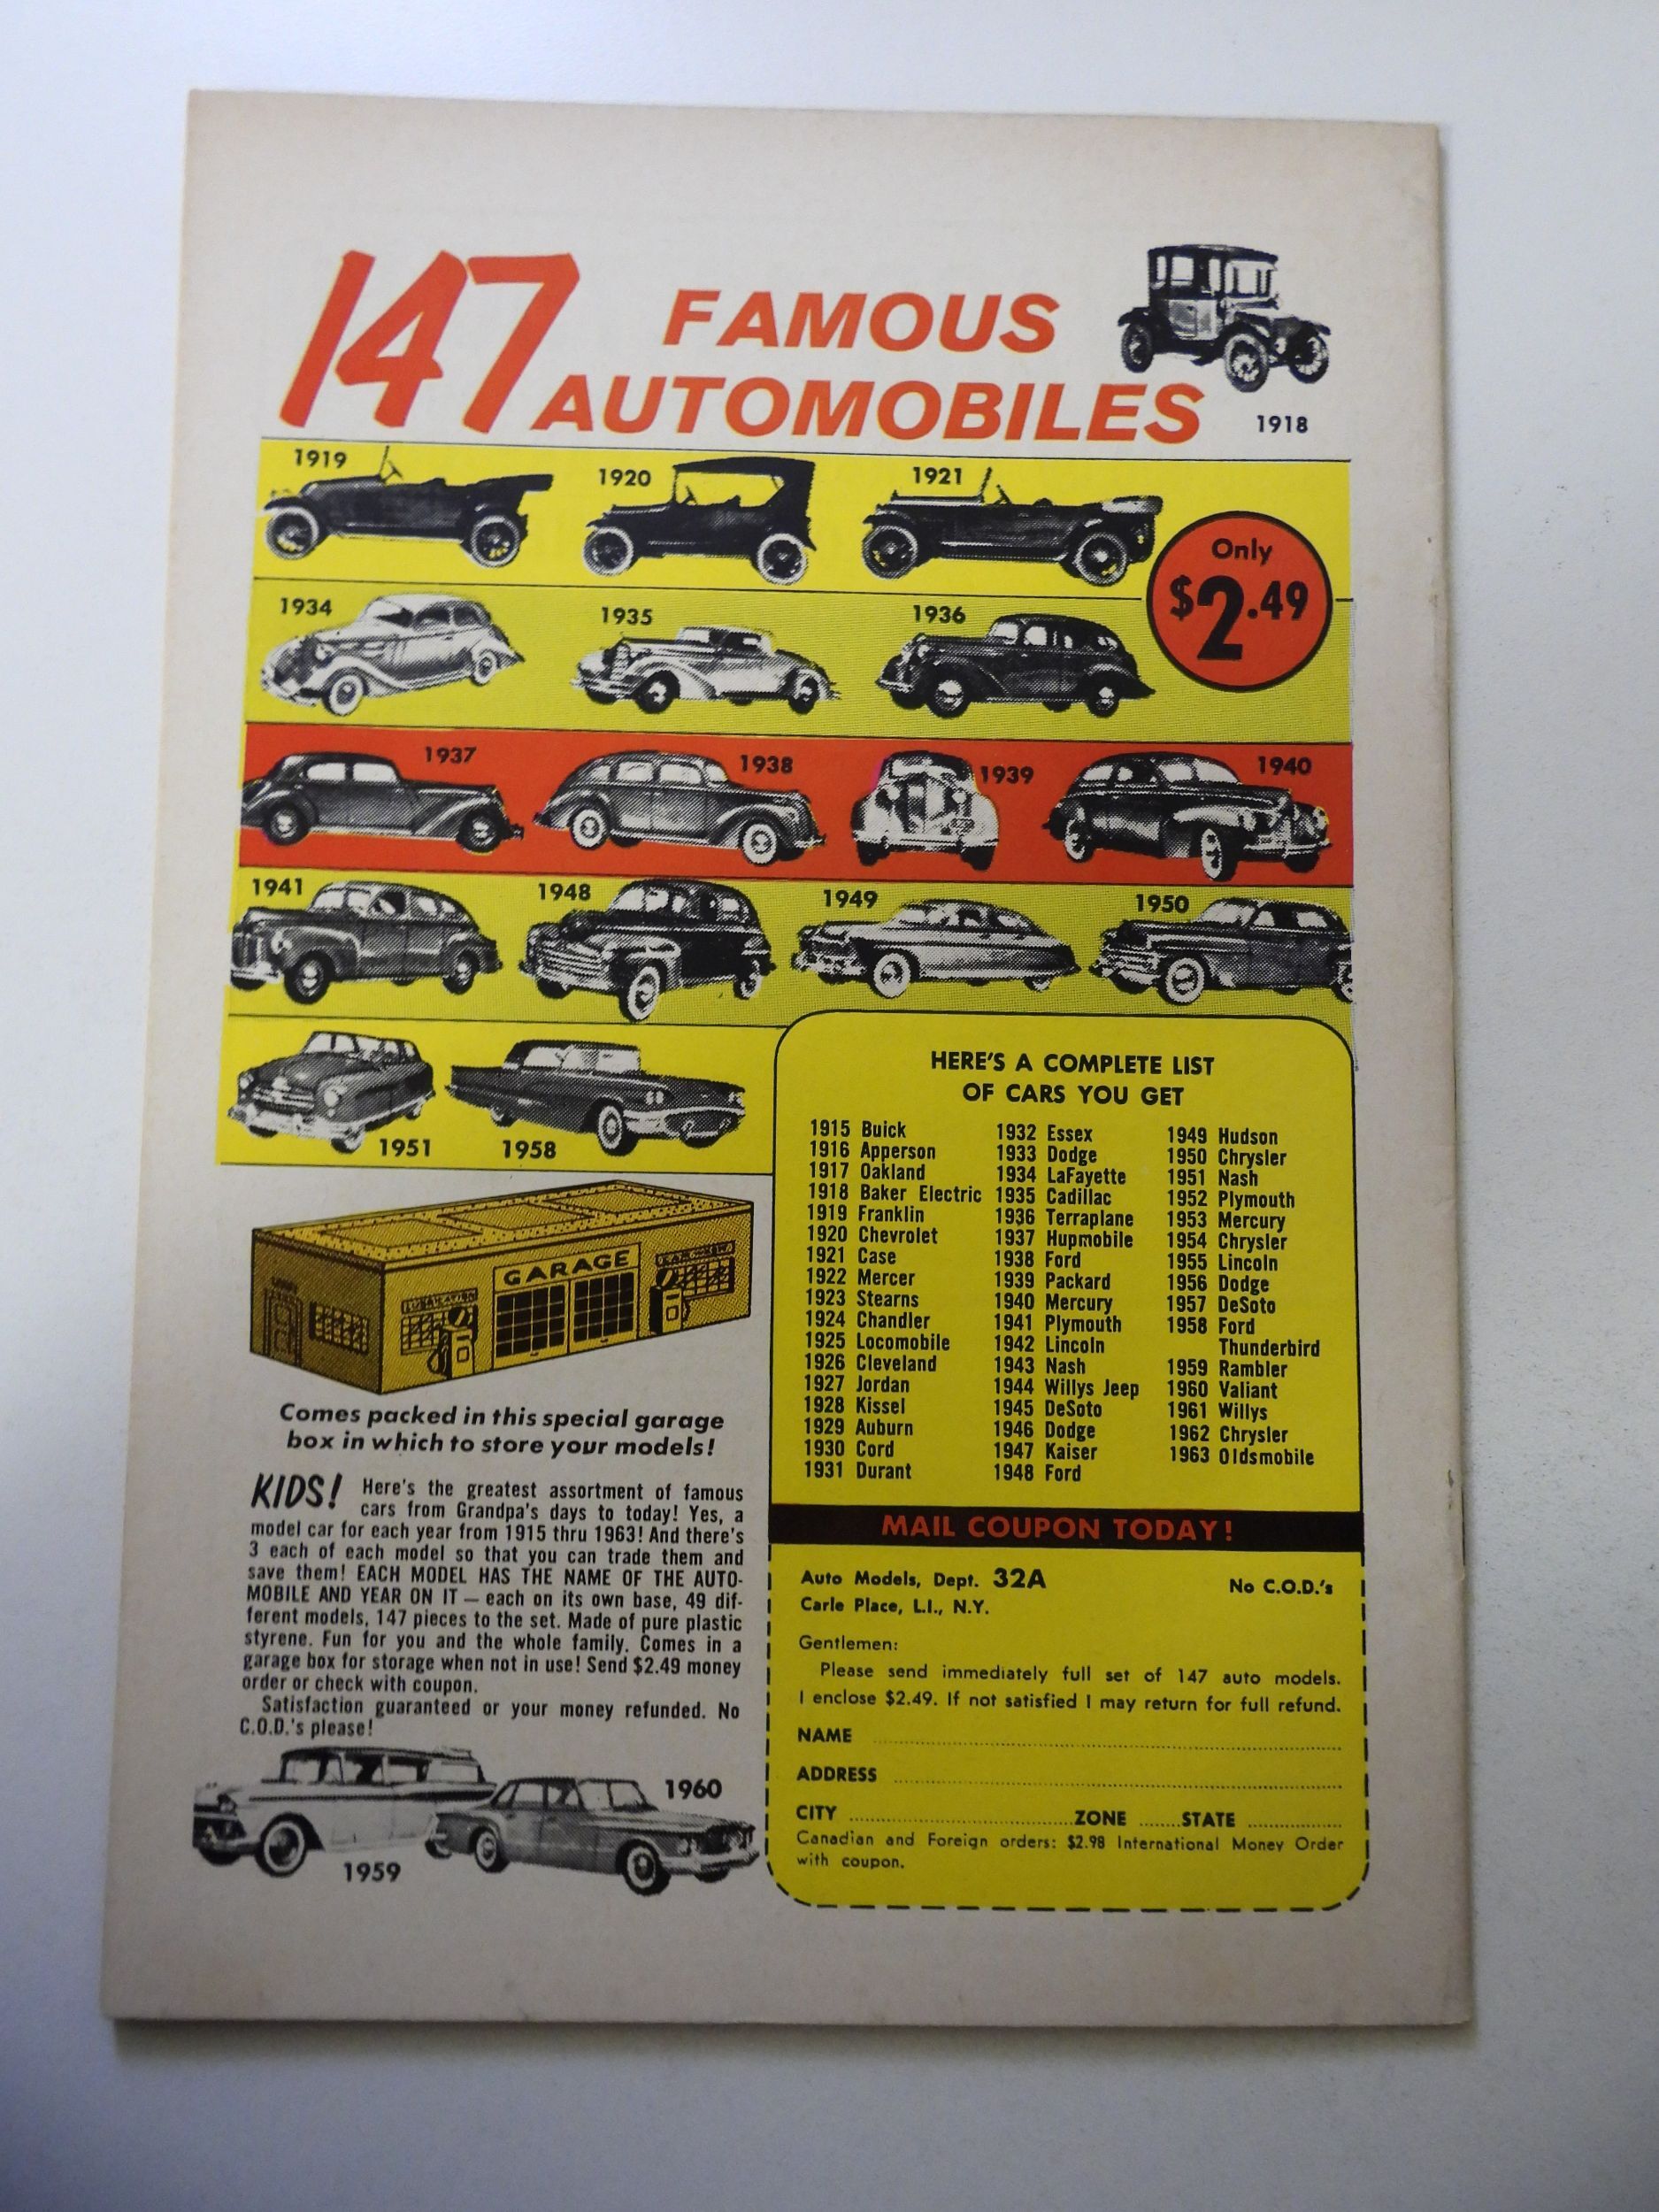 147 FAMOUS
AUTOMOBILES
1918
1919
1920
1921
Only
$2.49
1934
1935
1936
1937
1938
1939
1940
1941
1948
1949
1950
1951
1958
GARAGE
LUBRICATION
Comes packed in this special garage
box in which to store your models!
KIDS! Here's the greatest assortment of famous
cars from Grandpa's days to today! Yes, a
model car for each year from 1915 thru 1963! And there's
3 each of each model so that you can trade them and
save them! EACH MODEL HAS THE NAME OF THE AUTO-
MOBILE AND YEAR ON IT — each on its own base, 49 dif-
ferent models, 147 pieces to the set. Made of pure plastic
styrene. Fun for you and the whole family. Comes in a
garage box for storage when not in use! Send $2.49 money
order or check with coupon.
Satisfaction guaranteed or your money refunded. No
C.O.D.'s please!
1959
1960
HERE'S A COMPLETE LIST
OF CARS YOU GET
1915 Buick
1916 Apperson
1917 Oakland
1918 Baker Electric
1919 Franklin
1920 Chevrolet
1921 Case
1922 Mercer
1923 Stearns
1924 Chandler
1925 Locomobile
1926 Cleveland
1927 Jordan
1928 Kissel
1929 Auburn
1930 Cord
1931 Durant
1932 Essex
1933 Dodge
1934 LaFayette
1935 Cadillac
1936 Terraplane
1937 Hupmobile
1938 Ford
1939 Packard
1940 Mercury
1941 Plymouth
1942 Lincoln
1943 Nash
1944 Willys Jeep
1945 DeSoto
1946 Dodge
1947 Kaiser
1948 Ford
1949 Hudson
1950 Chrysler
1951 Nash
1952 Plymouth
1953 Mercury
1954 Chrysler
1955 Lincoln
1956 Dodge
1957 DeSoto
1958 Ford
Thunderbird
1959 Rambler
1960 Valiant
1961 Willys
1962 Chrysler
1963 Oldsmobile
MAIL COUPON TODAY!
Auto Models, Dept. 32A No C.O.D.'s
Carle Place, L.I., N.Y.
Gentlemen:
Please send immediately full set of 147 auto models.
I enclose $2.49. If not satisfied I may return for full refund.
NAME
ADDRESS
CITY ZONE STATE
Canadian and Foreign orders: $2.98 International Money Order
with coupon.